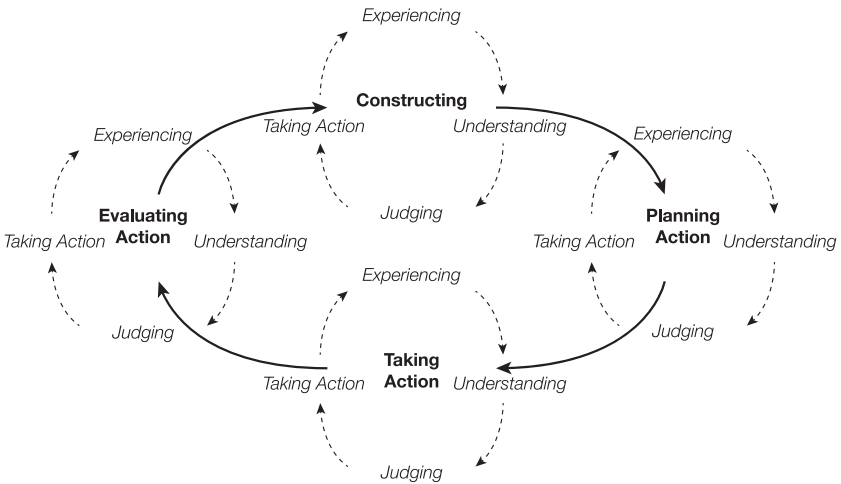 Experiencing
Constructing
Taking Action
Understanding
Judging
Experiencing
Planning
Action
Taking Action
Understanding
Judging
Experiencing
Taking
Action
Taking Action
Understanding
Judging
Experiencing
Evaluating
Action
Taking Action
Understanding
Judging